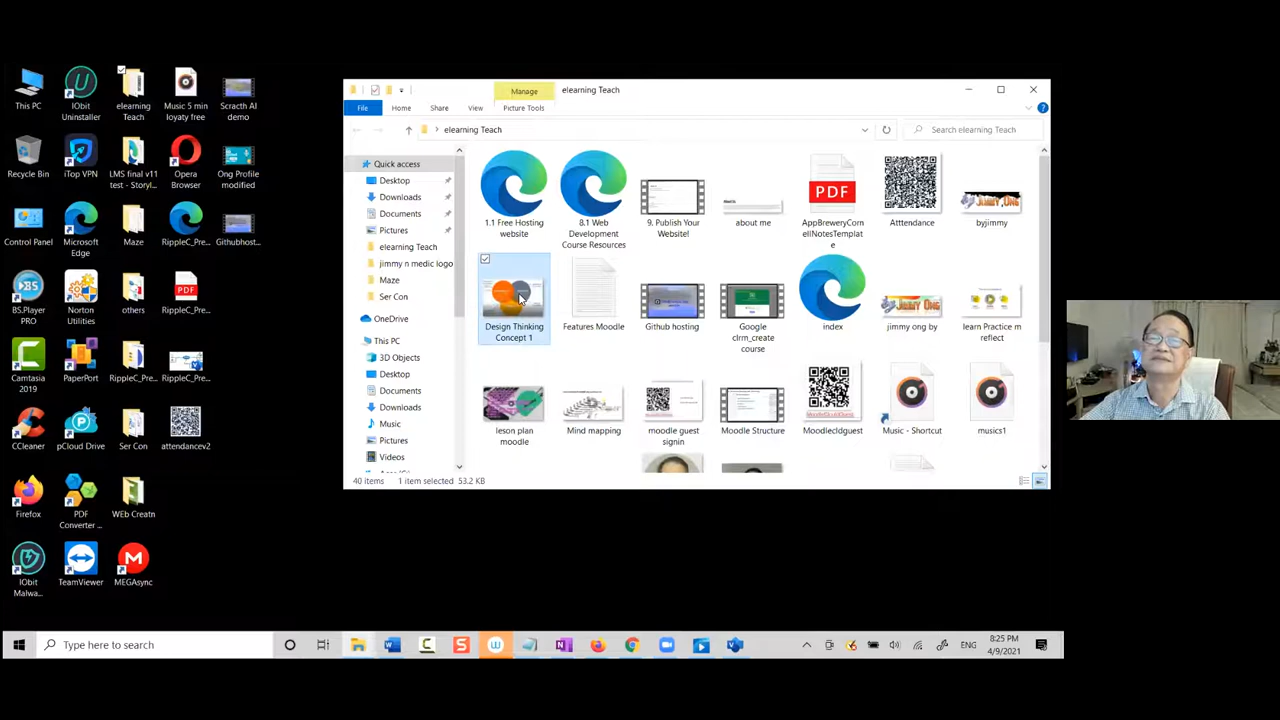 This PC
IObit
Uninstaller
elearning
Teach
Music 5 min
loyaty free
Scracth AI
demo
Recycle Bin
iTop VPN
LMS final v11
test - Storyl...
Opera
Browser
Ong Profile
modified
Control Panel
Microsoft
Edge
Maze
RippleC_Pre...
Githubhost...
BS.Player
PRO
Norton
Utilities
others
RippleC_Pre...
Camtasia
2019
PaperPort
RippleC_Pre...
RippleC_Pre...
CCleaner
pCloud Drive
Ser Con
attendancev2
Firefox
PDF
Converter ...
WEb Creatn
IObit
Malwa...
TeamViewer
MEGAsync
Manage
elearning Teach
File
Home
Share
View
Picture Tools
elearning Teach
Search elearning Teach
Quick access
Desktop
Downloads
Documents
Pictures
elearning Teach
jimmy n medic logo
Maze
Ser Con
OneDrive
This PC
3D Objects
Desktop
Documents
Downloads
Music
Pictures
Videos
1.1 Free Hosting
website
8.1 Web
Development
Course Resources
9. Publish Your
Website!
about me
PDF
AppBreweryCorn
ellNotesTemplat
e
Atttendance
byjimmy
Design Thinking
Concept 1
Features Moodle
Github hosting
Google
clrm_create
course
index
JIMMY ONG
jimmy ong by
learn Practice m
reflect
leson plan
moodle
Mind mapping
moodle guest
signin
Moodle Structure
Moodlecldguest
Music - Shortcut
musics1
40 items
1 item selected 53.2 KB
Type here to search
ENG
8:25 PM
4/9/2021